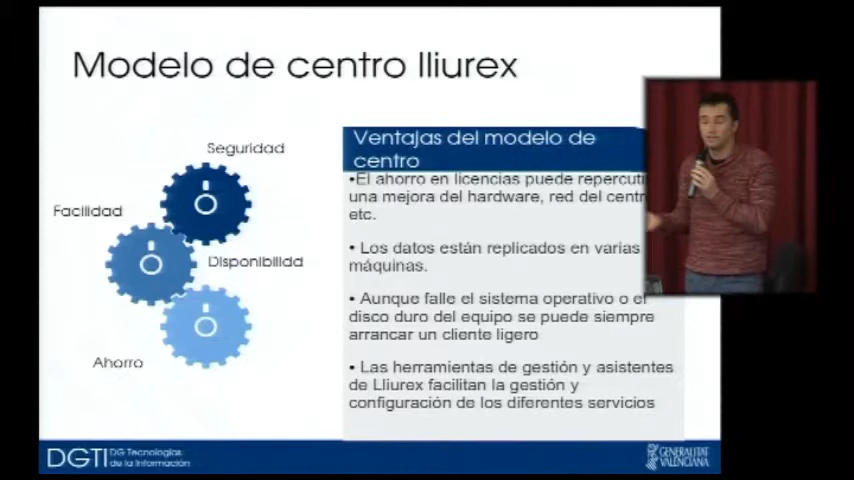 Modelo de centro lliurex
Seguridad
Facilidad
Disponibilidad
Ahorro
Ventajas del modelo de
centro
•El ahorro en licencias puede
una mejora del hardware, red del
etc.
• Los datos están replicados en varias
máquinas.
• Aunque falle el sistema operativo o el
disco duro del equipo se puede siempre
arrancar un cliente ligero
• Las herramientas de gestión y asistentes
de Lliurex facilitan la gestión y
configuración de los diferentes servicios
DGTI DG Tecnologías
de la Información
GENERALITAT
VALENCIANA